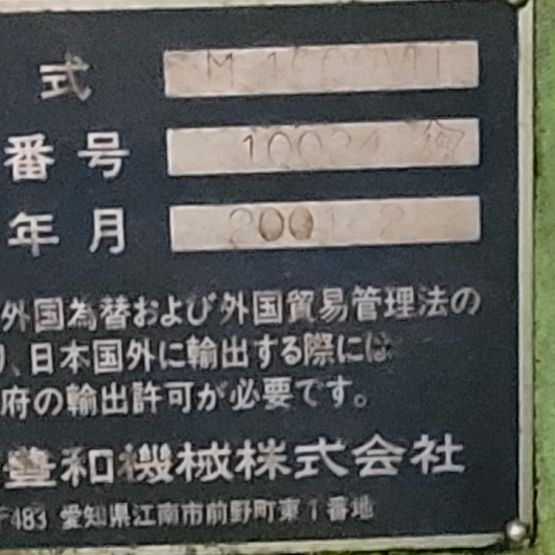 式
番号 10034
年月 2001-2
外国為替および外国貿易管理法の
り、日本国外に輸出する際には
府の輸出許可が必要です。
豊和機械株式会社
〒483 愛知県江南市前野町東1番地